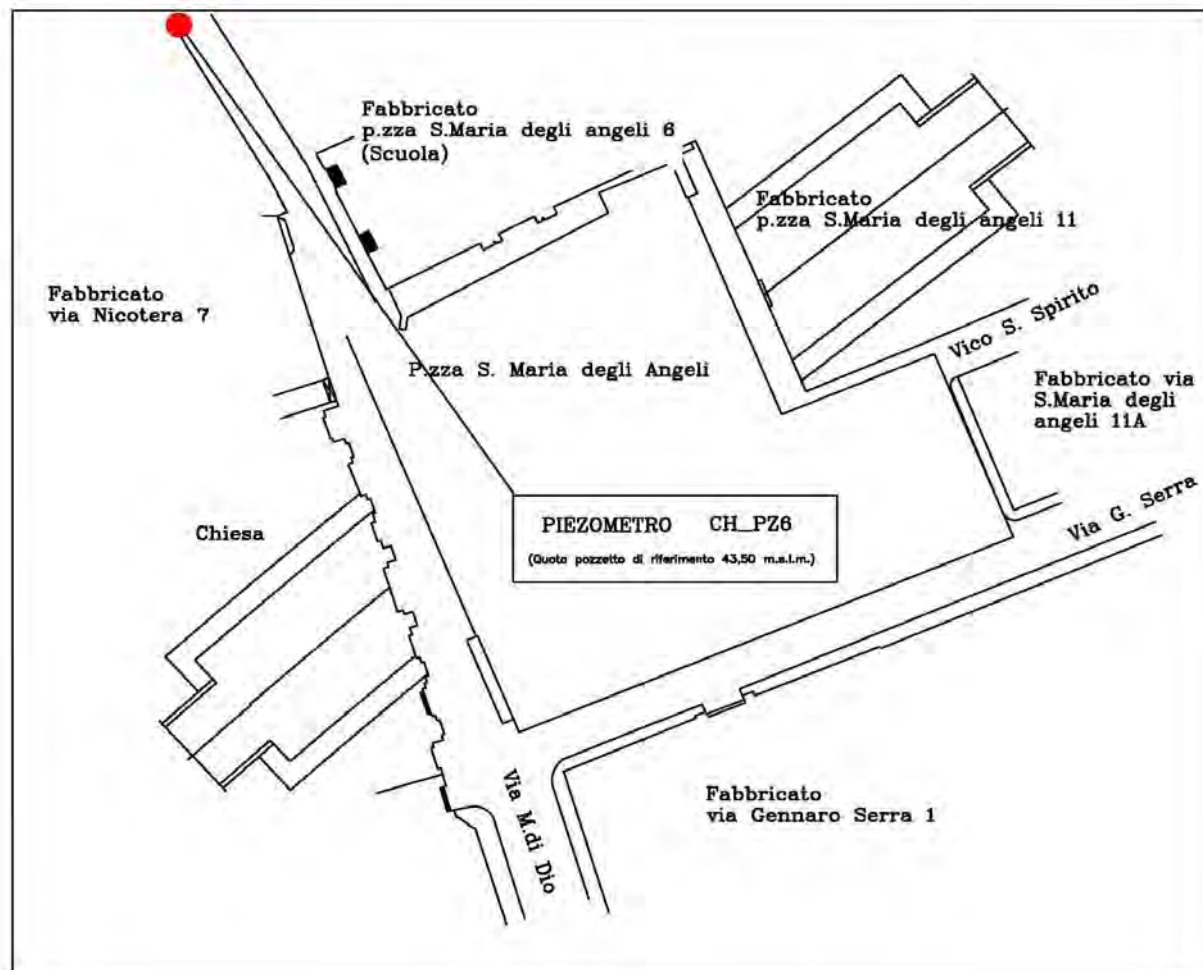 Fabbricato
p.zza S.Maria degli angeli 6
(Scuola)
Fabbricato
p.zza S.Maria degli angeli 11
Fabbricato
via Nicotera 7
Vico S. Spirito
P.zza S. Maria degli Angeli
Fabbricato via
S.Maria degli
angeli 11A
Via G. Serra
Chiesa
PIEZOMETRO CH_PZ6
(Quota pozzetto di riferimento 43,50 m.s.l.m.)
Via M.di Dio
Fabbricato
via Gennaro Serra 1